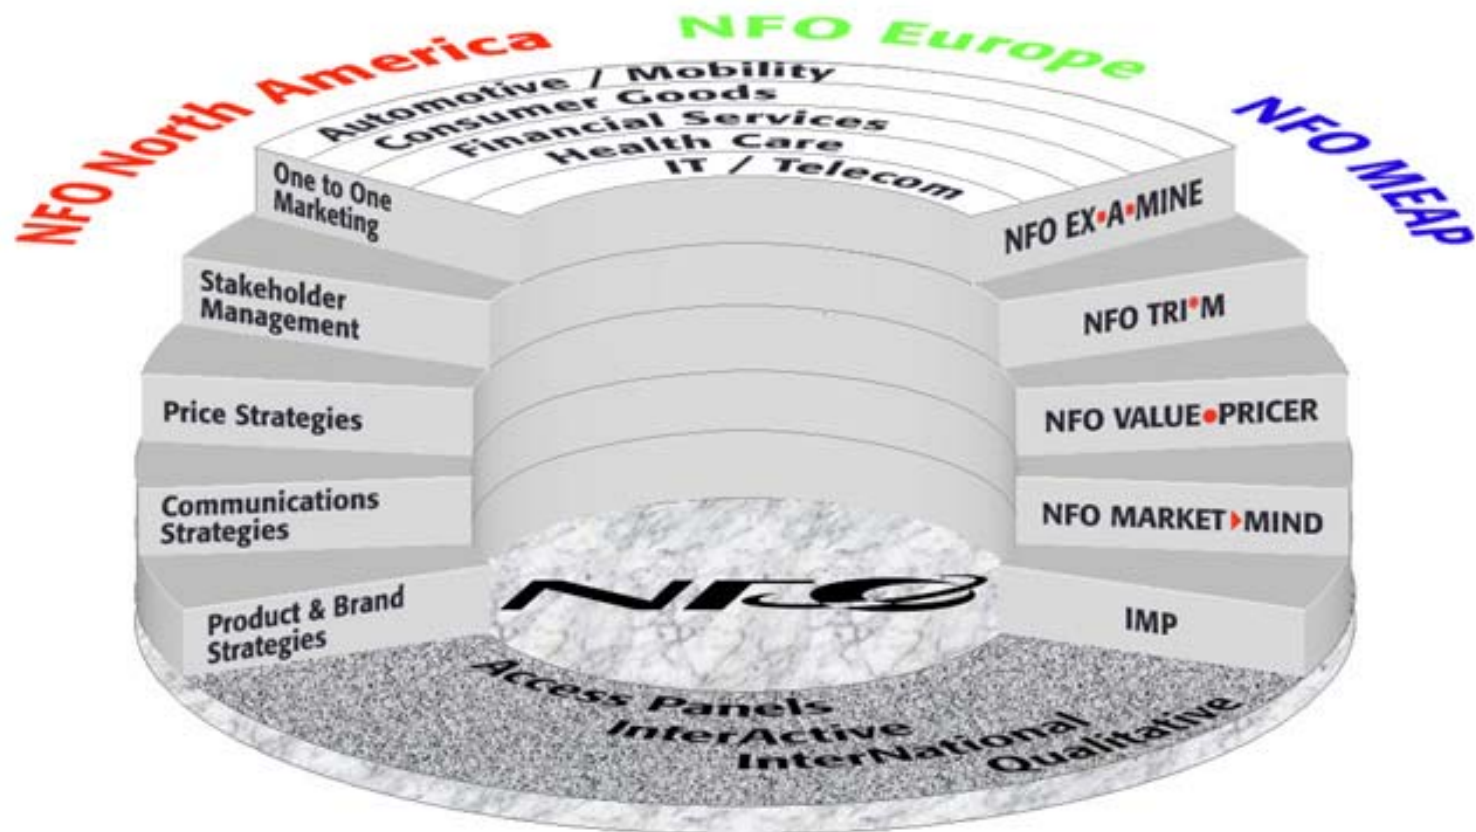 NFO North America
NFO Europe
NFO MEAP
Automotive / Mobility
Consumer Goods
Financial Services
Health Care
IT / Telecom
One to One
Marketing
NFO EX•A•MINE
Stakeholder
Management
NFO TRI*M
Price Strategies
NFO VALUE•PRICER
Communications
Strategies
NFO MARKET▸MIND
Product & Brand
Strategies
IMP
NFO
Access Panels
InterActive
InterNational
Qualitative